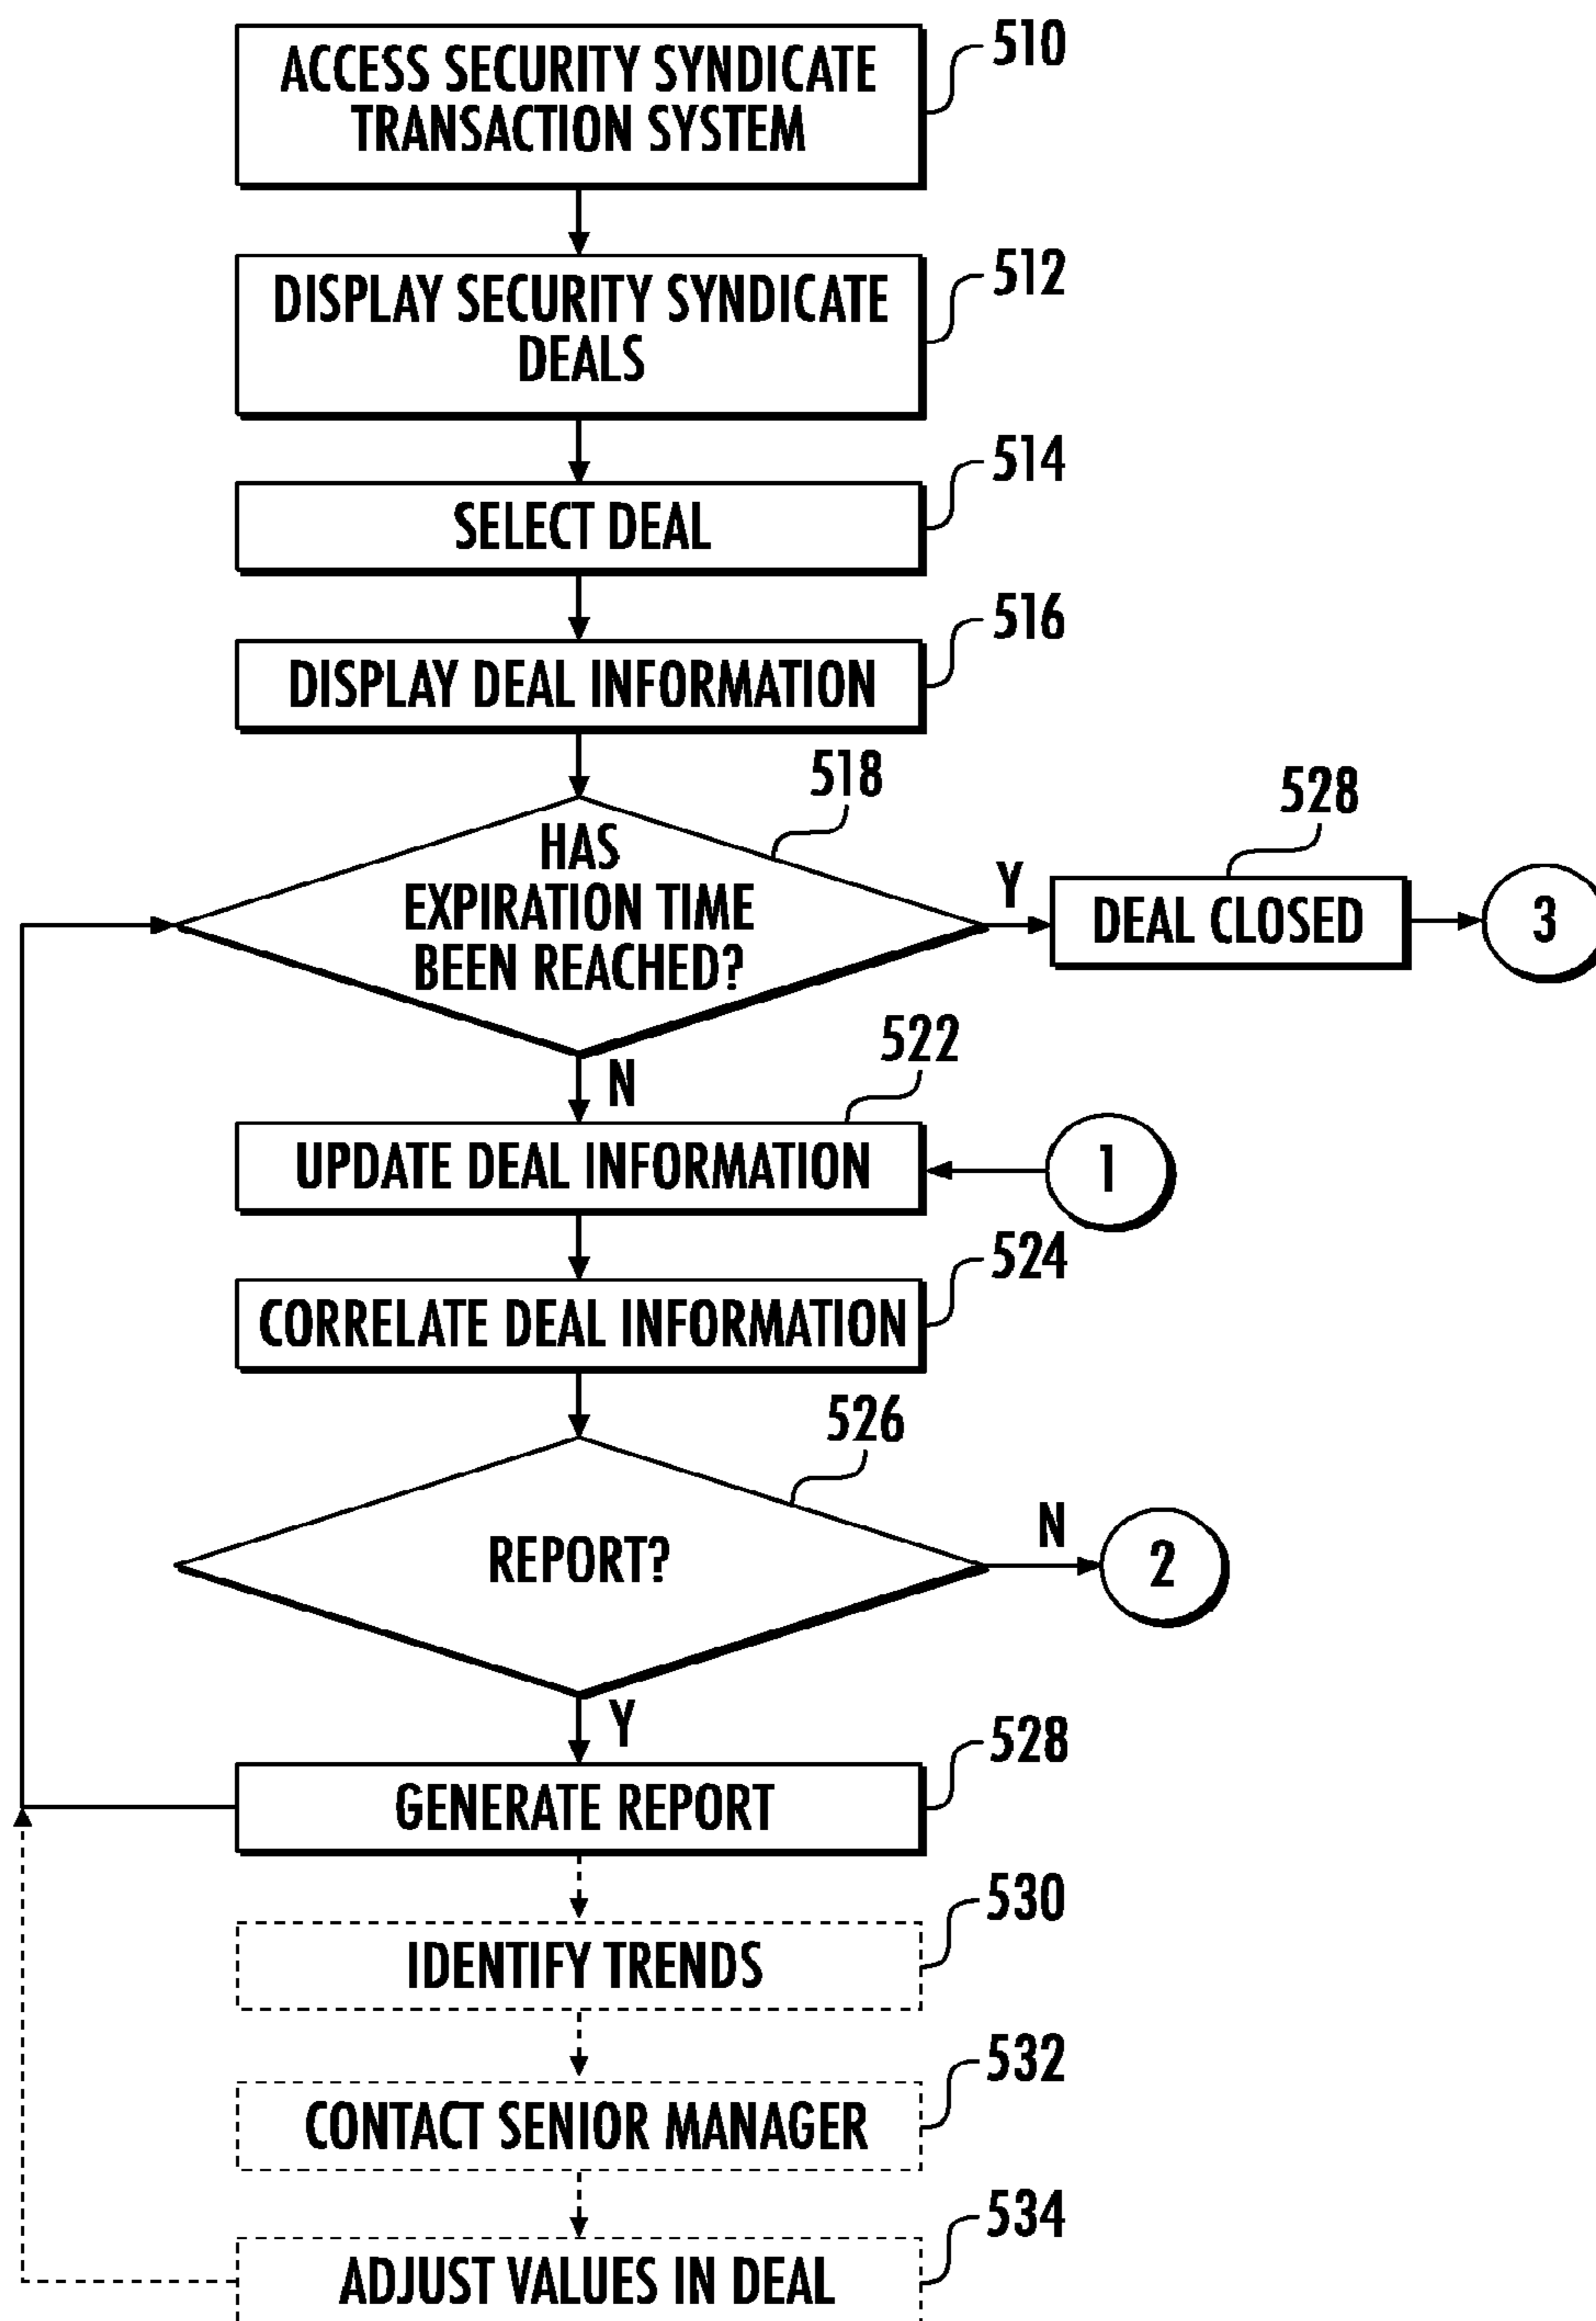 ACCESS SECURITY SYNDICATE
TRANSACTION SYSTEM
510
DISPLAY SECURITY SYNDICATE
DEALS
512
SELECT DEAL
514
DISPLAY DEAL INFORMATION
516
HAS
EXPIRATION TIME
BEEN REACHED?
518
Y
DEAL CLOSED
528
3
N
UPDATE DEAL INFORMATION
522
1
CORRELATE DEAL INFORMATION
524
REPORT?
526
N
2
Y
GENERATE REPORT
528
IDENTIFY TRENDS
530
CONTACT SENIOR MANAGER
532
ADJUST VALUES IN DEAL
534